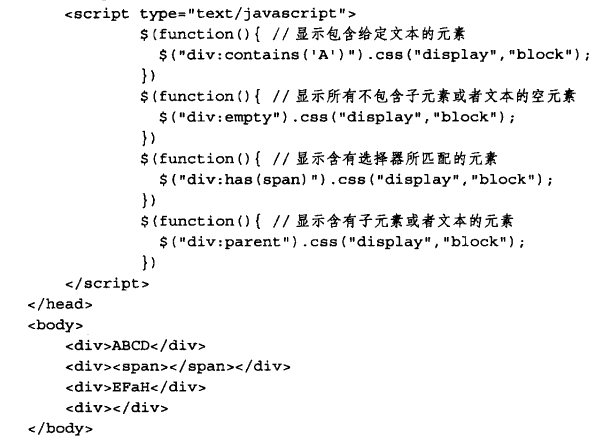 <script type="text/javascript">
$(function(){ //显示包含给定文本的元素
$("div:contains('A')").css("display","block");
})
$(function(){ //显示所有不包含子元素或者文本的空元素
$("div:empty").css("display","block");
})
$(function(){ //显示含有选择器所匹配的元素
$("div:has(span)").css("display","block");
})
$(function(){ //显示含有子元素或者文本的元素
$("div:parent").css("display","block");
})
</script>
</head>
<body>
<div>ABCD</div>
<div><span></span></div>
<div>EFaH</div>
<div></div>
</body>